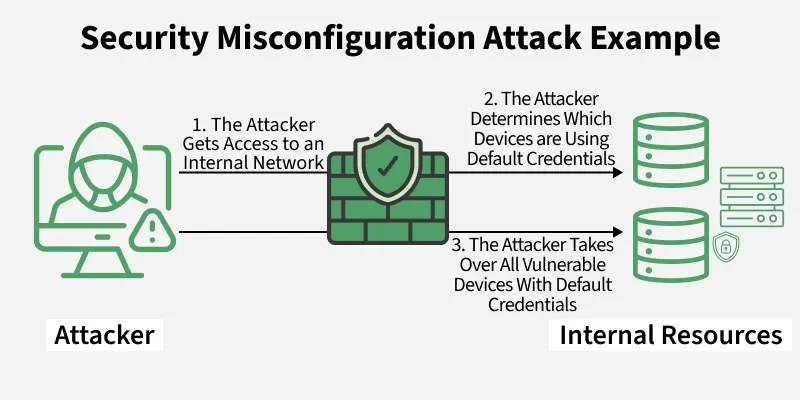 Security Misconfiguration Attack Example
1. The Attacker
Gets Access to an
Internal Network
2. The Attacker
Determines Which
Devices are Using
Default Credentials
3. The Attacker Takes
Over All Vulnerable
Devices With Default
Credentials
Attacker
Internal Resources